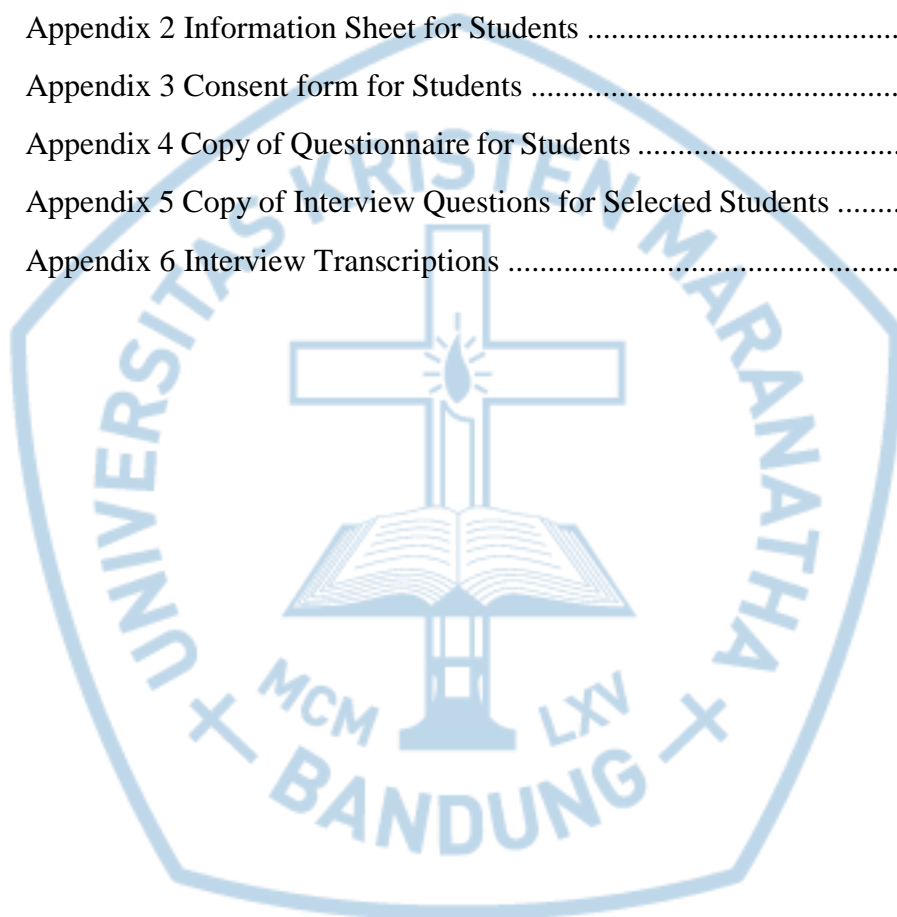 Appendix 2 Information Sheet for Students ....................................
Appendix 3 Consent form for Students ...........................................
Appendix 4 Copy of Questionnaire for Students ..............................
Appendix 5 Copy of Interview Questions for Selected Students ........
Appendix 6 Interview Transcriptions ..............................................
UNIVERSITAS KRISTEN MARANATHA
MCM LXV
BANDUNG